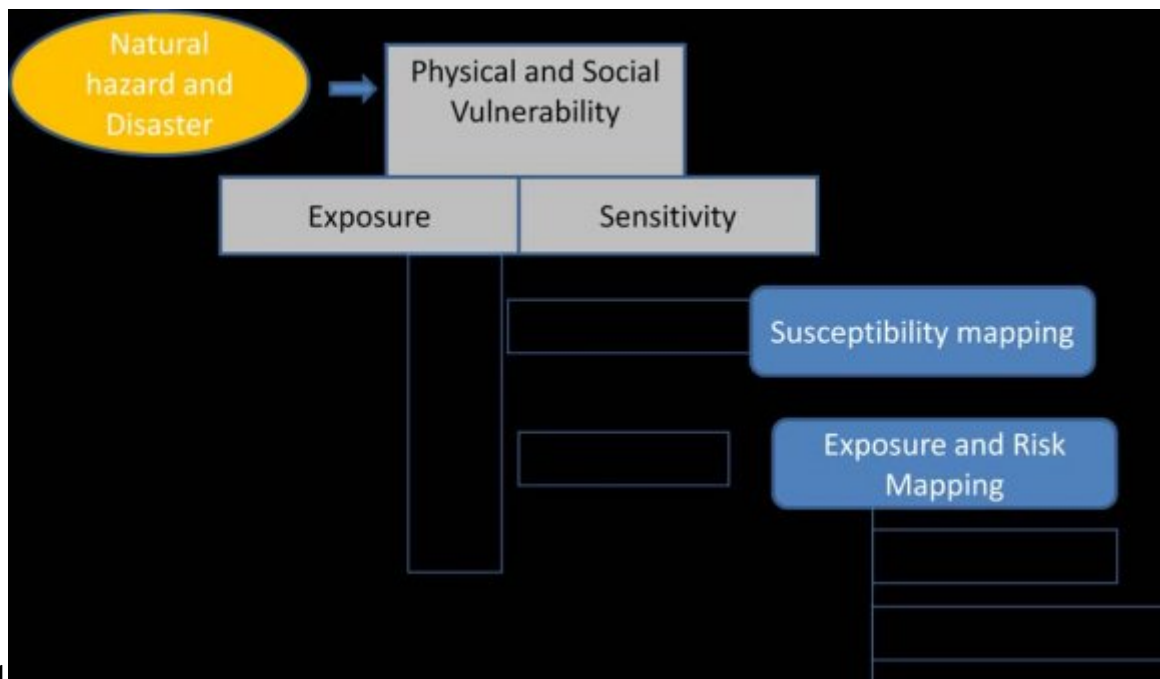 Natural
hazard and
Disaster
Physical and Social
Vulnerability
Exposure
Sensitivity
Susceptibility mapping
Exposure and Risk
Mapping